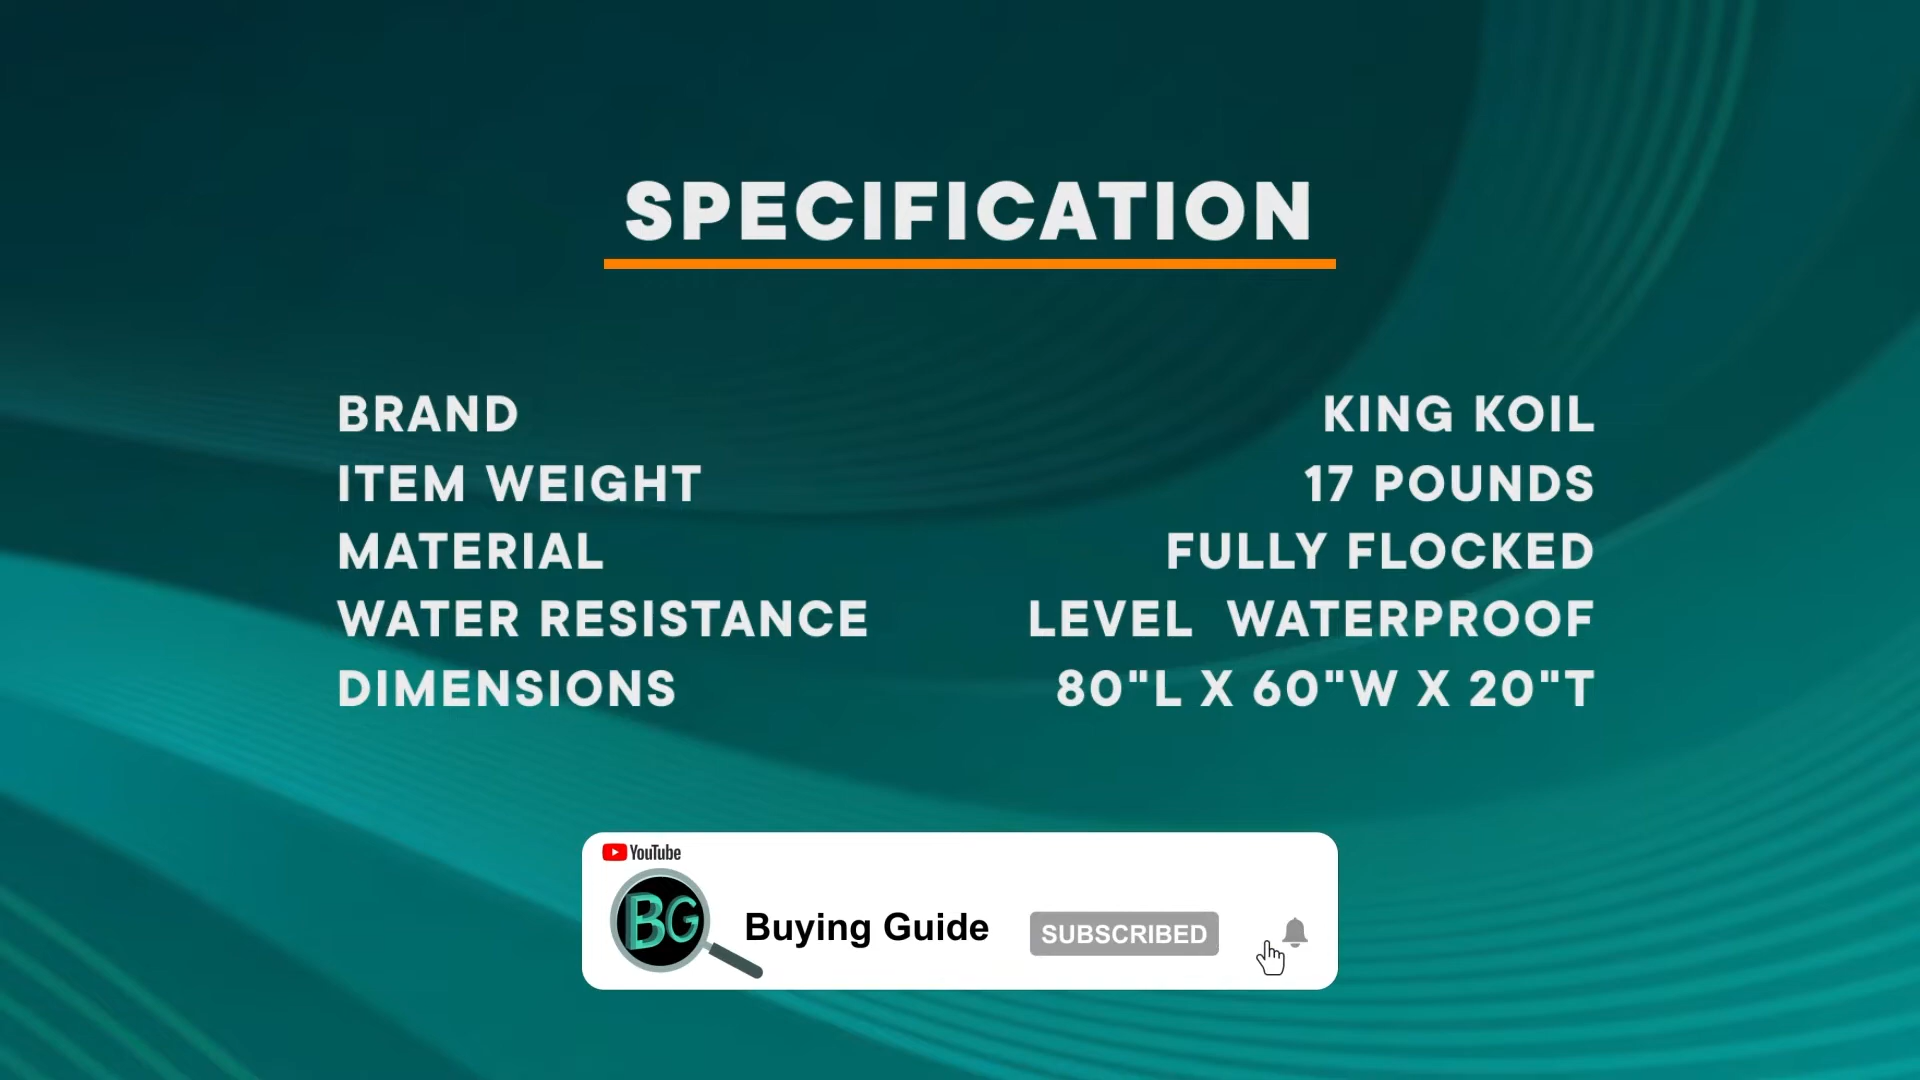 SPECIFICATION
BRAND KING KOIL
ITEM WEIGHT 17 POUNDS
MATERIAL FULLY FLOCKED
WATER RESISTANCE LEVEL WATERPROOF
DIMENSIONS 80"L X 60"W X 20"T
YouTube
BG
Buying Guide SUBSCRIBED